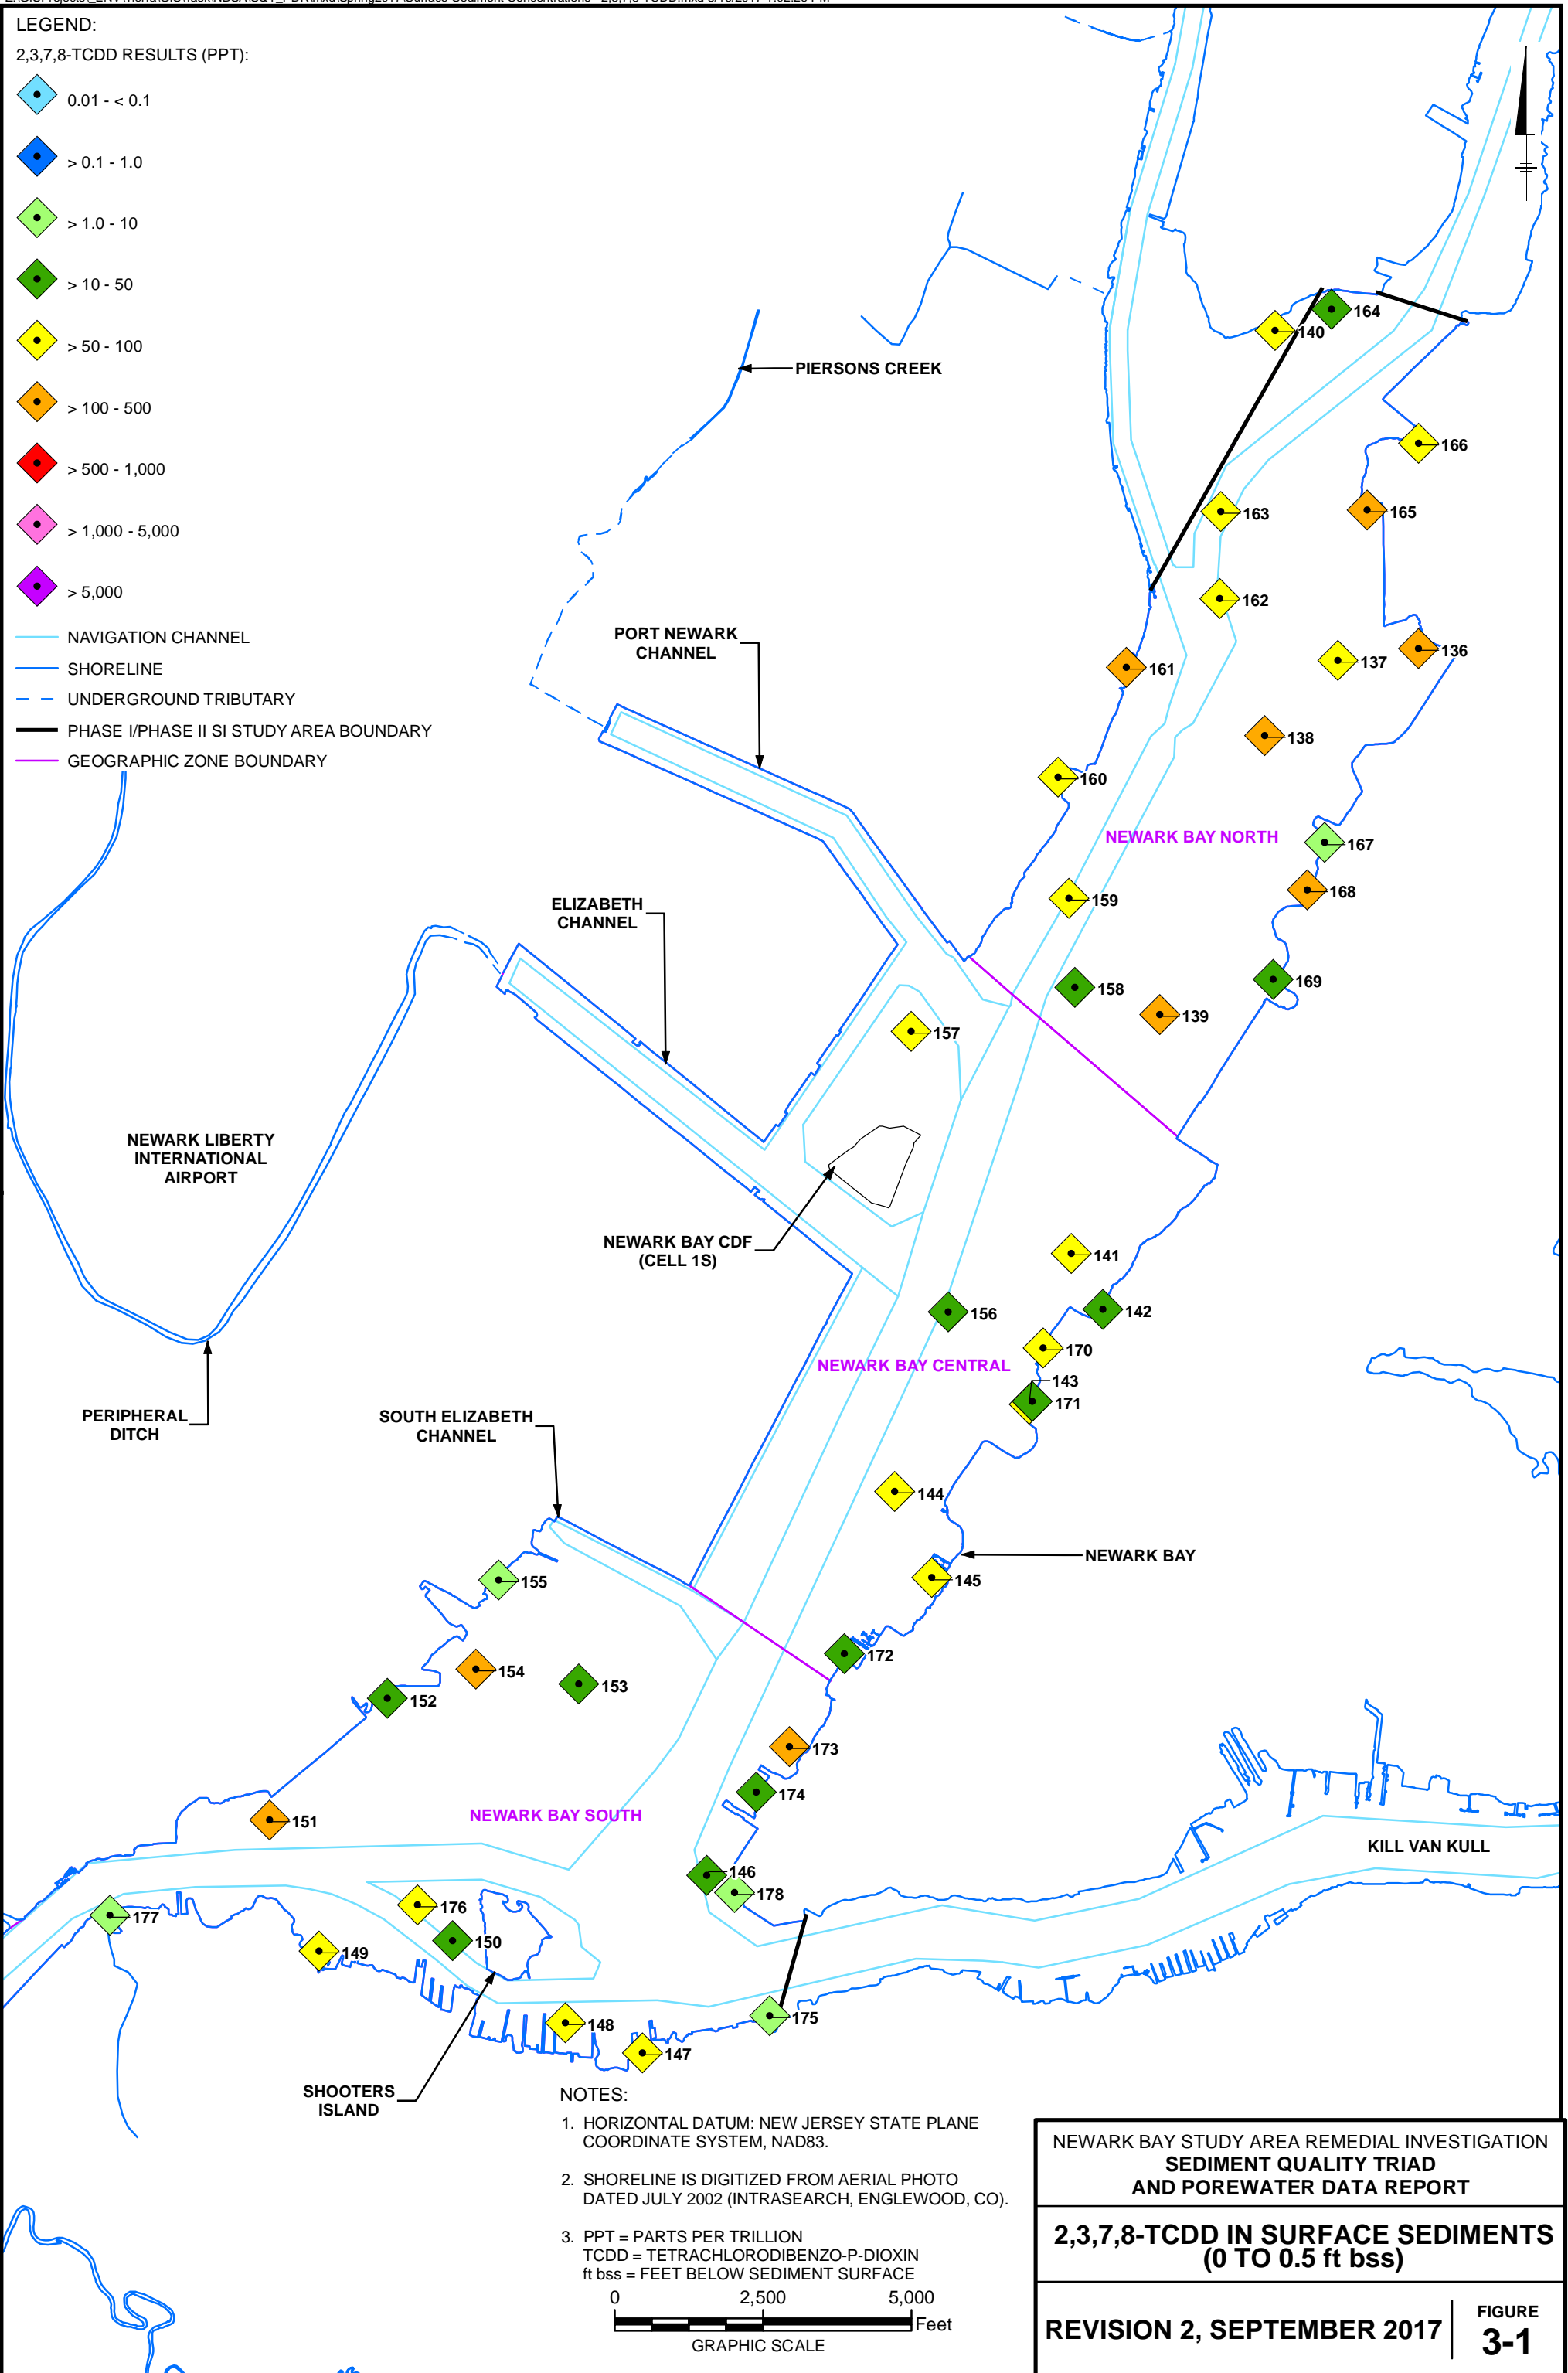 LEGEND:
2,3,7,8-TCDD RESULTS (PPT):
0.01 - < 0.1
> 0.1 - 1.0
> 1.0 - 10
> 10 - 50
> 50 - 100
> 100 - 500
> 500 - 1,000
> 1,000 - 5,000
> 5,000
NAVIGATION CHANNEL
SHORELINE
UNDERGROUND TRIBUTARY
PHASE I/PHASE II SI STUDY AREA BOUNDARY
GEOGRAPHIC ZONE BOUNDARY
164
140
PIERSONS CREEK
166
165
163
162
PORT NEWARK
CHANNEL
136
137
161
138
160
NEWARK BAY NORTH
167
168
ELIZABETH
CHANNEL
159
169
158
139
157
NEWARK LIBERTY
INTERNATIONAL
AIRPORT
NEWARK BAY CDF
(CELL 1S)
141
142
156
170
NEWARK BAY CENTRAL
143
171
PERIPHERAL
DITCH
SOUTH ELIZABETH
CHANNEL
144
NEWARK BAY
145
155
172
154
153
152
173
174
NEWARK BAY SOUTH
151
KILL VAN KULL
146
178
176
177
150
149
175
148
147
SHOOTERS
ISLAND
NOTES:
1. HORIZONTAL DATUM: NEW JERSEY STATE PLANE
COORDINATE SYSTEM, NAD83.
2. SHORELINE IS DIGITIZED FROM AERIAL PHOTO
DATED JULY 2002 (INTRASEARCH, ENGLEWOOD, CO).
3. PPT = PARTS PER TRILLION
TCDD = TETRACHLORODIBENZO-P-DIOXIN
ft bss = FEET BELOW SEDIMENT SURFACE
0 2,500 5,000
Feet
GRAPHIC SCALE
NEWARK BAY STUDY AREA REMEDIAL INVESTIGATION
SEDIMENT QUALITY TRIAD
AND POREWATER DATA REPORT
2,3,7,8-TCDD IN SURFACE SEDIMENTS
(0 TO 0.5 ft bss)
REVISION 2, SEPTEMBER 2017
FIGURE
3-1